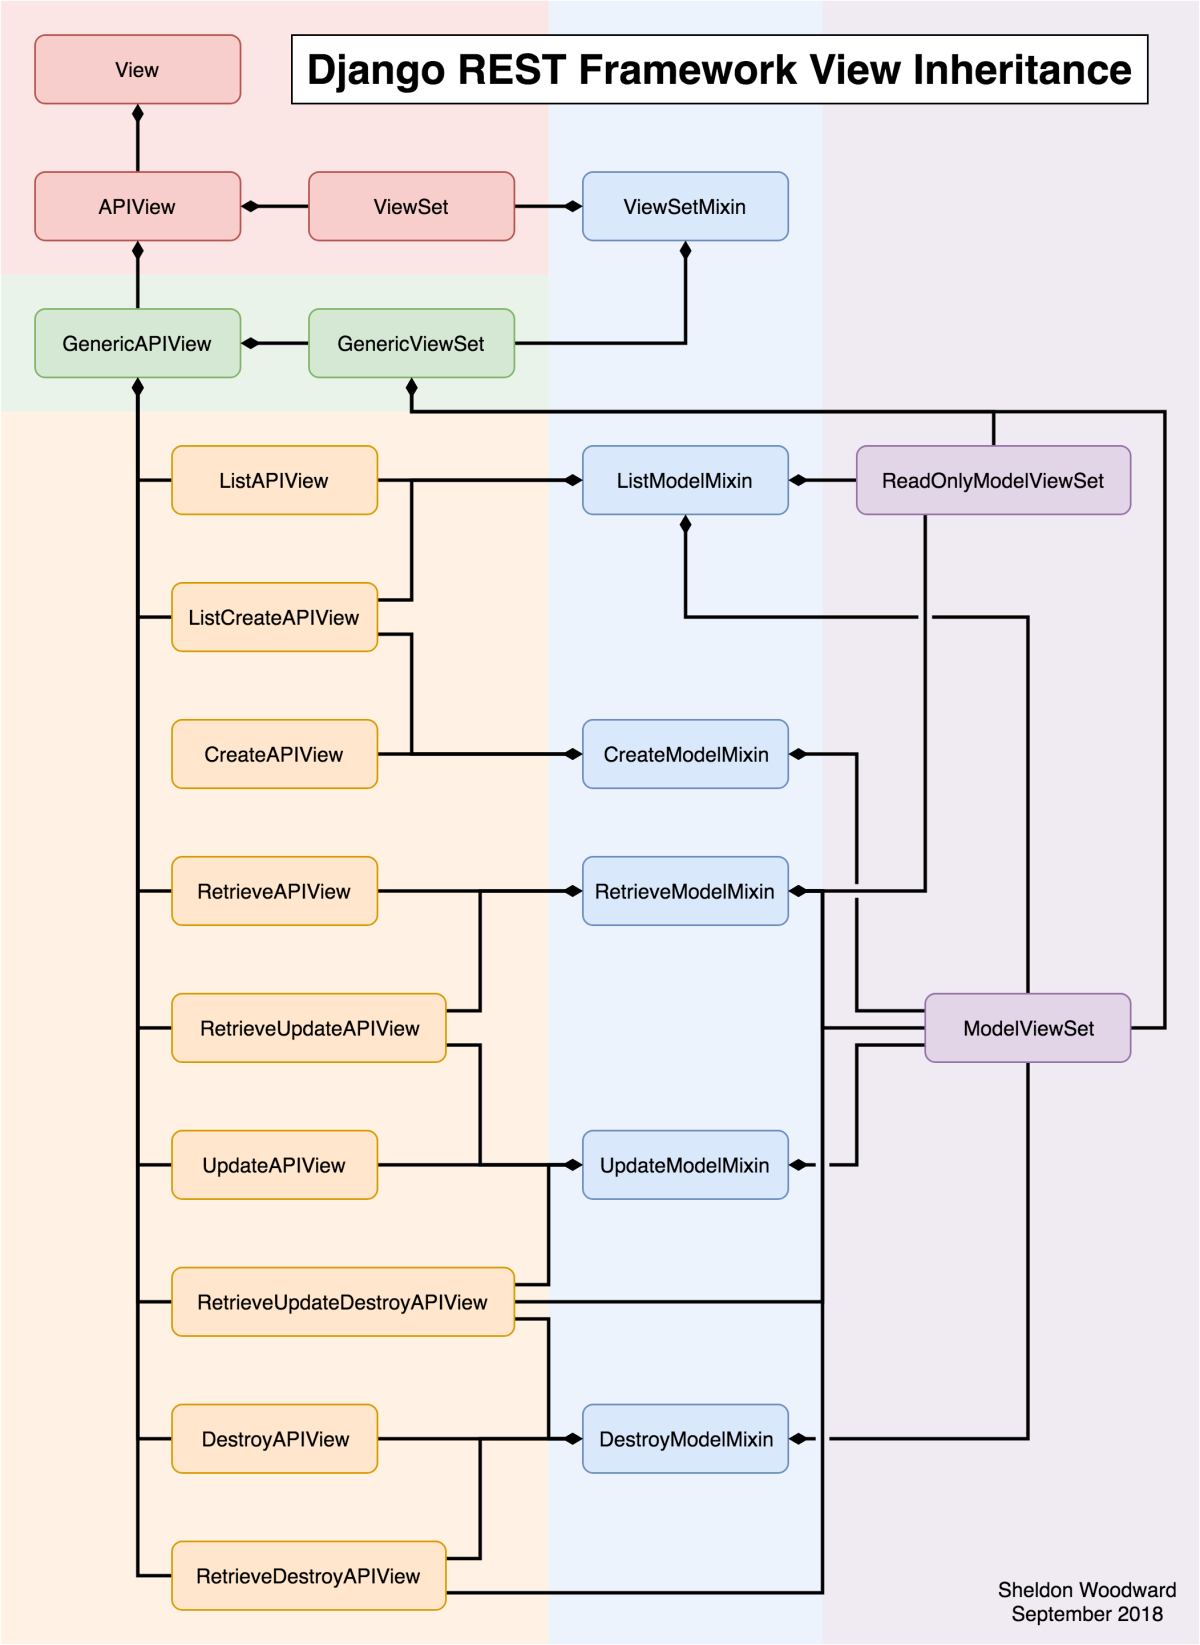 Django REST Framework View Inheritance
View
APIView
ViewSet
ViewSetMixin
GenericAPIView
GenericViewSet
ListAPIView
ListModelMixin
ReadOnlyModelViewSet
ListCreateAPIView
CreateAPIView
CreateModelMixin
RetrieveAPIView
RetrieveModelMixin
RetrieveUpdateAPIView
ModelViewSet
UpdateAPIView
UpdateModelMixin
RetrieveUpdateDestroyAPIView
DestroyAPIView
DestroyModelMixin
RetrieveDestroyAPIView
Sheldon Woodward
September 2018